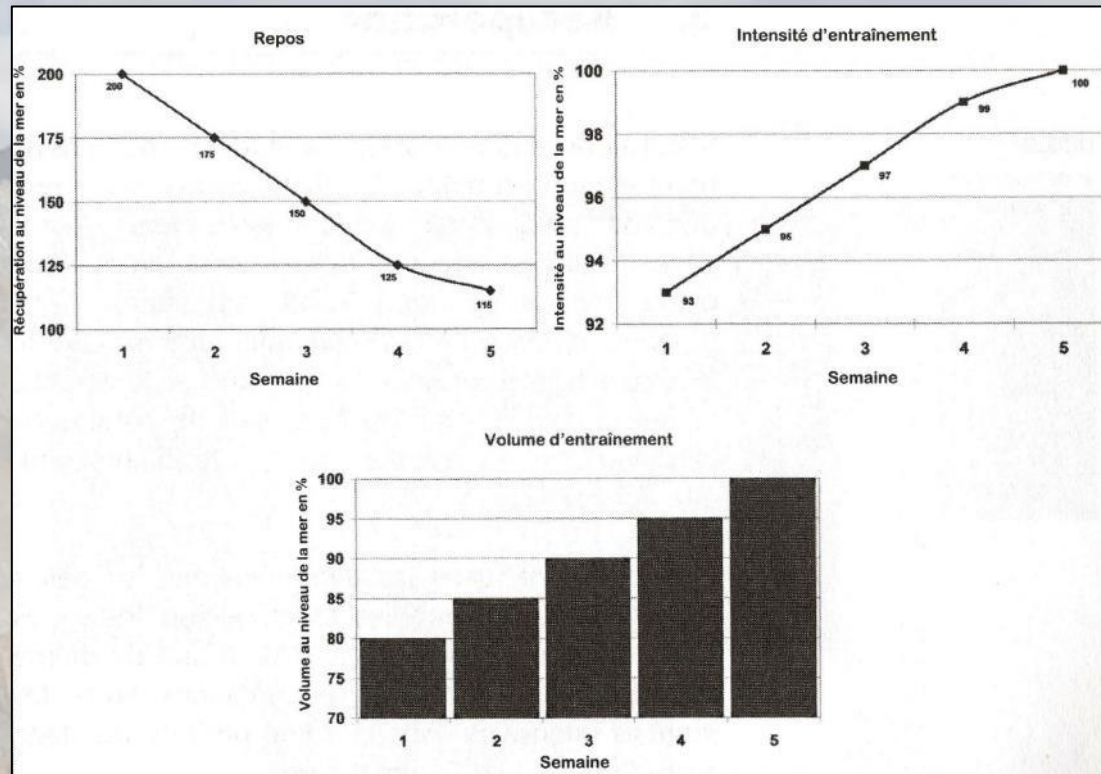 Repos
Récupération au niveau de la mer en %
200
175
150
125
100
200
175
150
125
115
1 2 3 4 5
Semaine
Intensité d'entraînement
Intensité au niveau de la mer en %
100
98
96
94
92
93
95
97
99
100
1 2 3 4 5
Semaine
Volume d'entraînement
Volume au niveau de la mer en %
100
95
90
85
80
75
70
1 2 3 4 5
Semaine